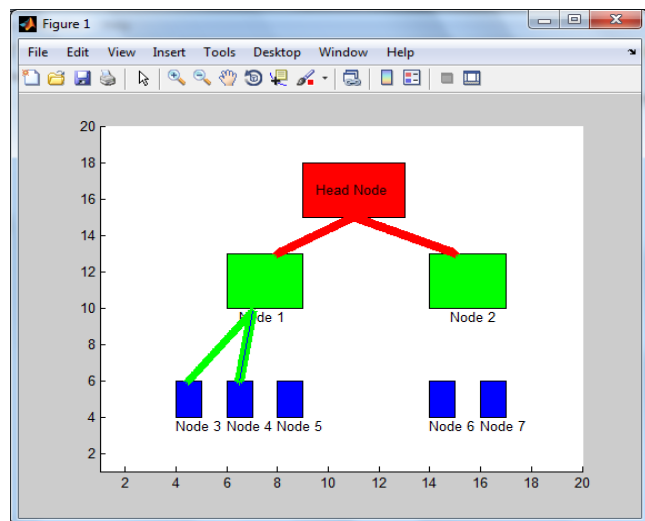 Figure 1
File Edit View Insert Tools Desktop Window Help
20
18
Head Node
16
14
12
10
Node 1 Node 2
8
6
4
Node 3 Node 4 Node 5 Node 6 Node 7
2
2 4 6 8 10 12 14 16 18 20